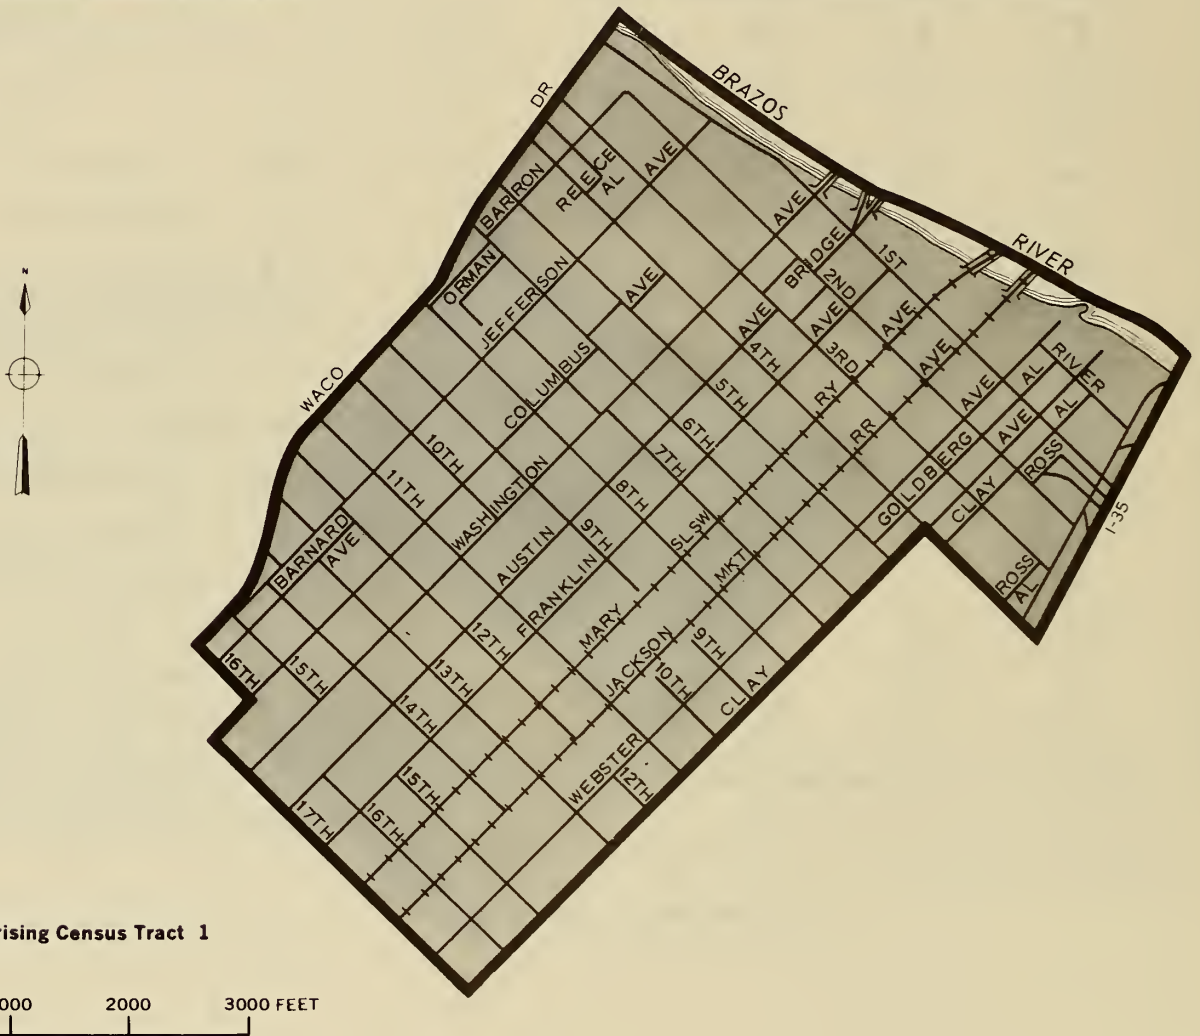 BRAZOS
RIVER
DR
WACO
BARRON
REECE
AL
AVE
ORMAN
JEFFERSON
AVE
COLUMBUS
AVE
BRIDGE
1ST
2ND
AVE
AVE
AVE
3RD
4TH
5TH
6TH
7TH
8TH
9TH
10TH
11TH
WASHINGTON
AUSTIN
FRANKLIN
BARNARD
AVE
RY
RR
AVE
AVE
AL
RIVER
AL
AVE
GOLDBERG
CLAY
ROSS
I-35
ROSS
AL
SLSW
MKT
MARY
JACKSON
9TH
10TH
CLAY
WEBSTER
12TH
12TH
13TH
14TH
15TH
16TH
15TH
16TH
17TH
N
rising Census Tract 1
000 2000 3000 FEET